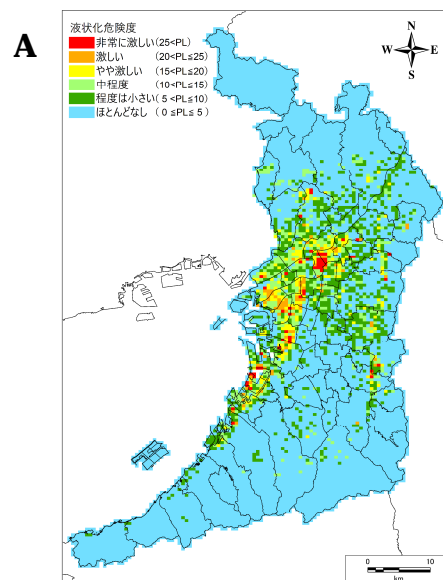 A
液状化危険度
非常に激しい(25<PL)
激しい (20<PL≦25)
やや激しい (15<PL≦20)
中程度 (10<PL≦15)
程度は小さい(5 <PL≦10)
ほとんどなし (0 ≦PL≦ 5)
N
W E
S
0 10
km